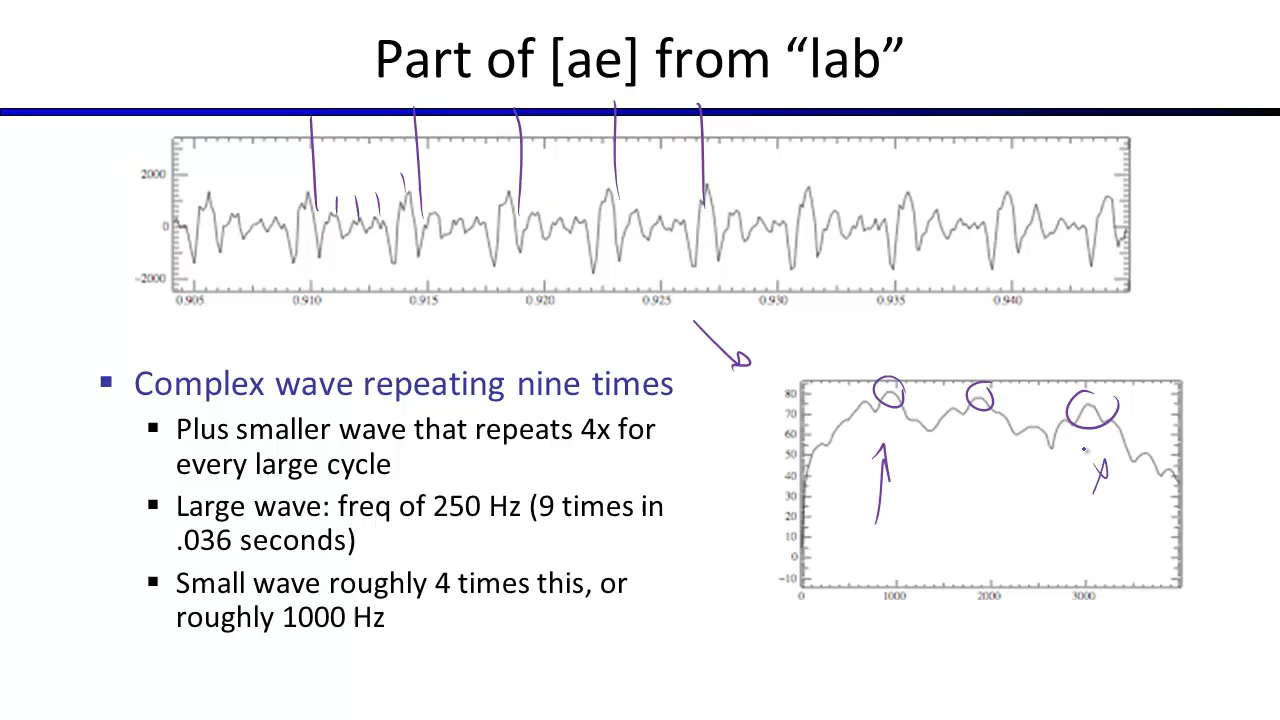 Part of [ae] from “lab”
2000
0
−2000
0.905 0.910 0.915 0.920 0.925 0.930 0.935 0.940
▪ Complex wave repeating nine times
▪ Plus smaller wave that repeats 4x for
every large cycle
▪ Large wave: freq of 250 Hz (9 times in
.036 seconds)
▪ Small wave roughly 4 times this, or
roughly 1000 Hz
80
70
60
50
40
30
20
10
0
−10
0 1000 2000 3000